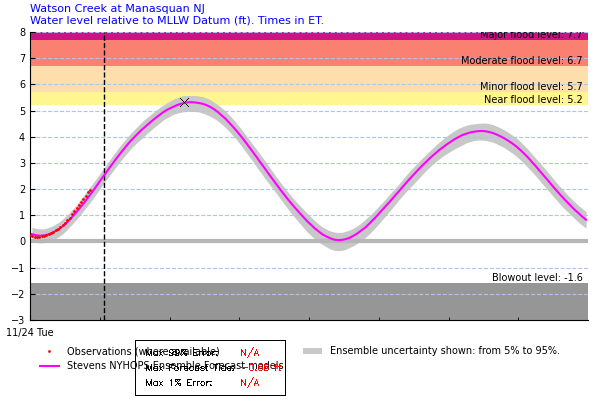 Watson Creek at Manasquan NJ
Water level relative to MLLW Datum (ft). Times in ET.
8
7
6
5
4
3
2
1
0
−1
−2
−3
Major flood level: 7.7
Moderate flood level: 6.7
Minor flood level: 5.7
Near flood level: 5.2
Blowout level: -1.6
11/24 Tue
Observations (where available)
Stevens NYHOPS Ensemble Forecast models
Ensemble uncertainty shown: from 5% to 95%.
Error: N/A
Max Forecast Tide: ft
Max 1% Error: N/A